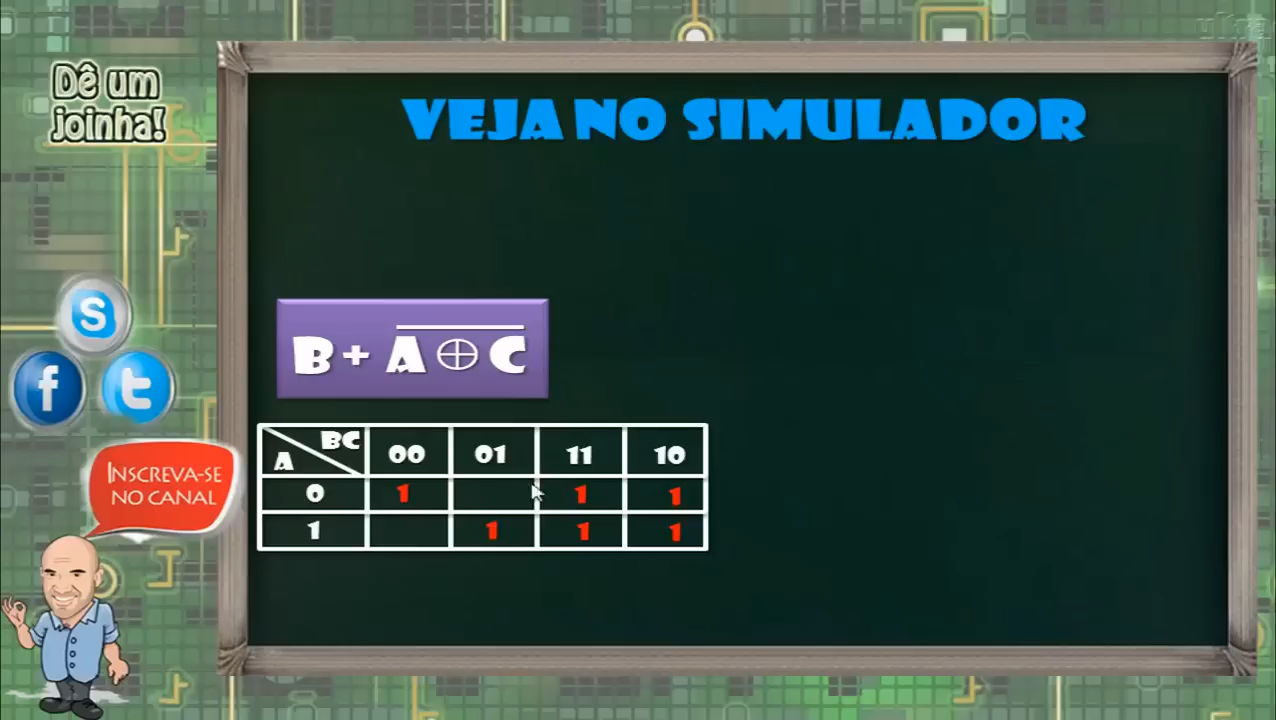 ultra
Dê um
joinha!
VEJA NO SIMULADOR
B + A ⊕ C
BC
A
00 01 11 10
0 1 1 1
1 1 1 1
INSCREVA-SE
NO CANAL